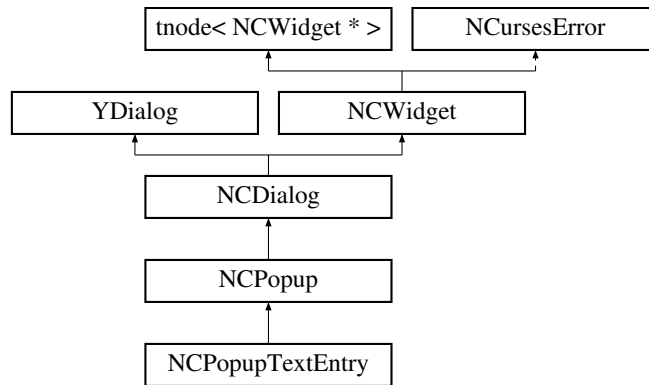 tnode< NCWidget * >
NCursesError
YDialog
NCWidget
NCDialog
NCPopup
NCPopupTextEntry